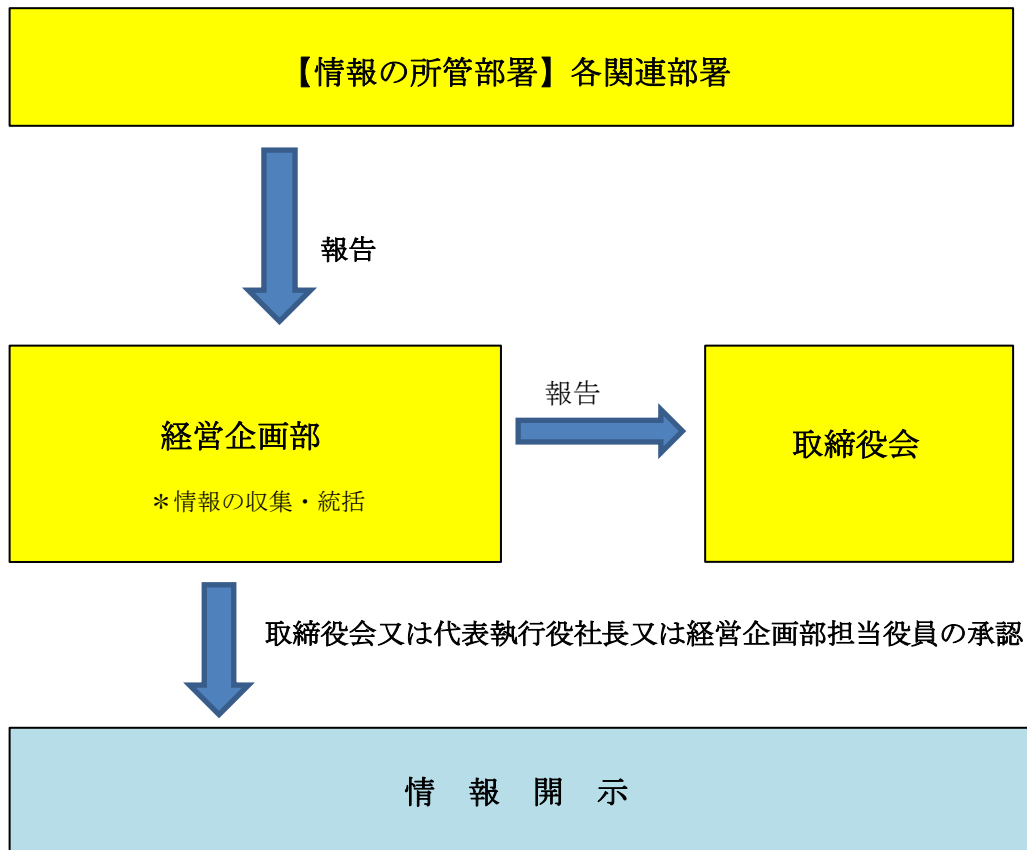 【情報の所管部署】各関連部署
報告
経営企画部
＊情報の収集・統括
報告
取締役会
取締役会又は代表執行役社長又は経営企画部担当役員の承認
情　報　開　示